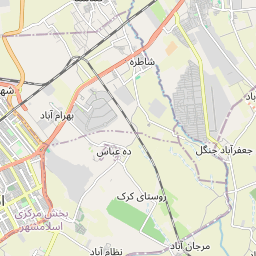 شاطره
بهرام آباد
جعفرآباد جنگل
ده عباس
روستای کرک
بخش مرکزی
اسلامشهر
مرجان آباد
نظام آباد